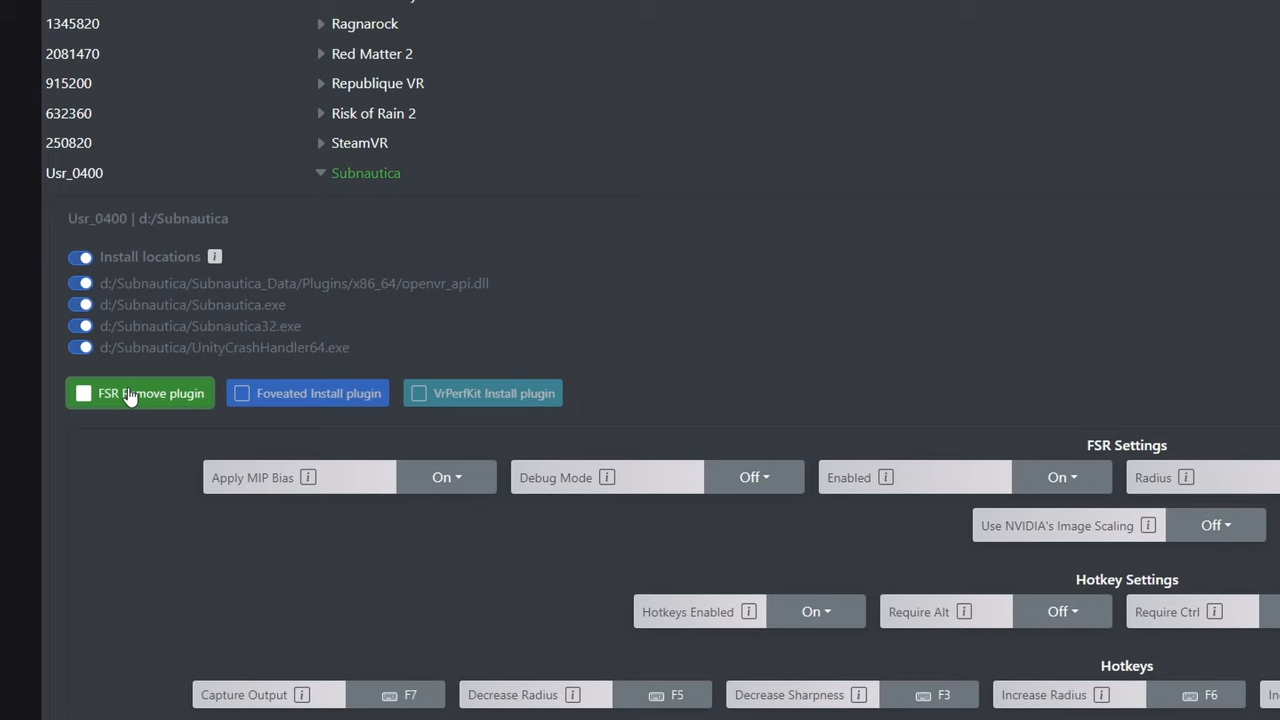 1345820 Ragnarock
2081470 Red Matter 2
915200 Republique VR
632360 Risk of Rain 2
250820 SteamVR
Usr_0400 Subnautica
Usr_0400 | d:/Subnautica
Install locations i
d:/Subnautica/Subnautica_Data/Plugins/x86_64/openvr_api.dll
d:/Subnautica/Subnautica.exe
d:/Subnautica/Subnautica32.exe
d:/Subnautica/UnityCrashHandler64.exe
FSR Remove plugin Foveated Install plugin VrPerfKit Install plugin
FSR Settings
Apply MIP Bias i On Debug Mode i Off Enabled i On Radius i
Use NVIDIA's Image Scaling i Off
Hotkey Settings
Hotkeys Enabled i On Require Alt i Off Require Ctrl i
Hotkeys
Capture Output i F7 Decrease Radius i F5 Decrease Sharpness i F3 Increase Radius i F6